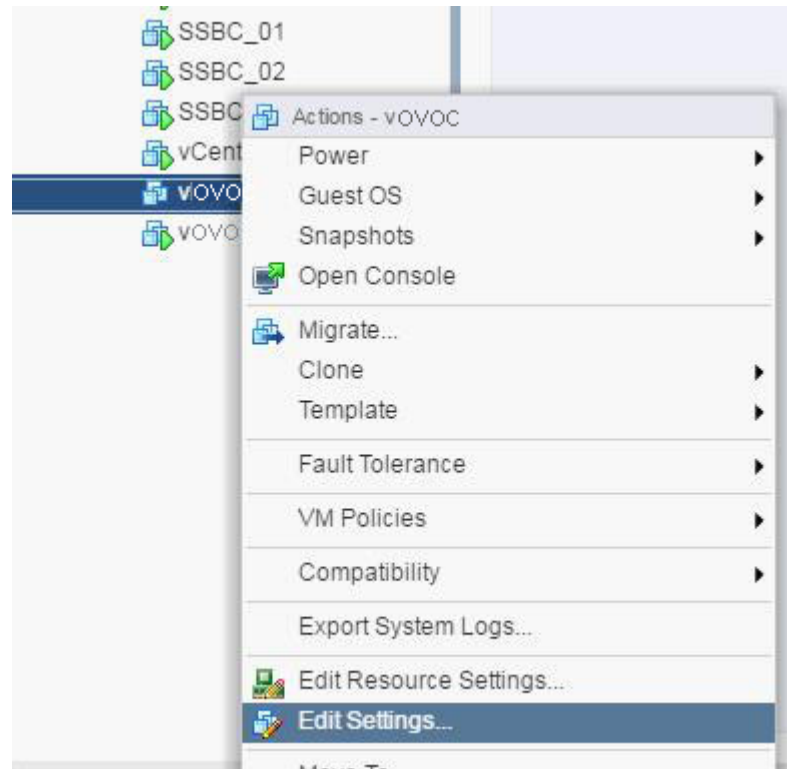 SSBC_01
SSBC_02
SSBC
vCent
vOVO
vOVO
Actions - vOVOC
Power
Guest OS
Snapshots
Open Console
Migrate...
Clone
Template
Fault Tolerance
VM Policies
Compatibility
Export System Logs...
Edit Resource Settings...
Edit Settings...